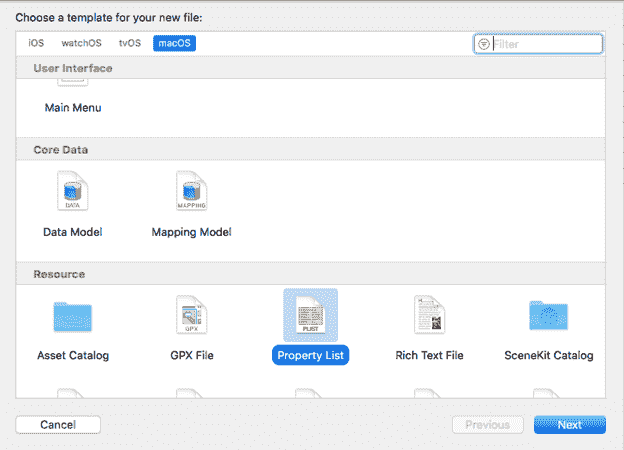 Choose a template for your new file:
iOS watchOS tvOS macOS Filter
User Interface
Main Menu
Core Data
DATA MAPPING
Data Model Mapping Model
Resource
GPX PLIST
Asset Catalog GPX File Property List Rich Text File SceneKit Catalog
Cancel Previous Next